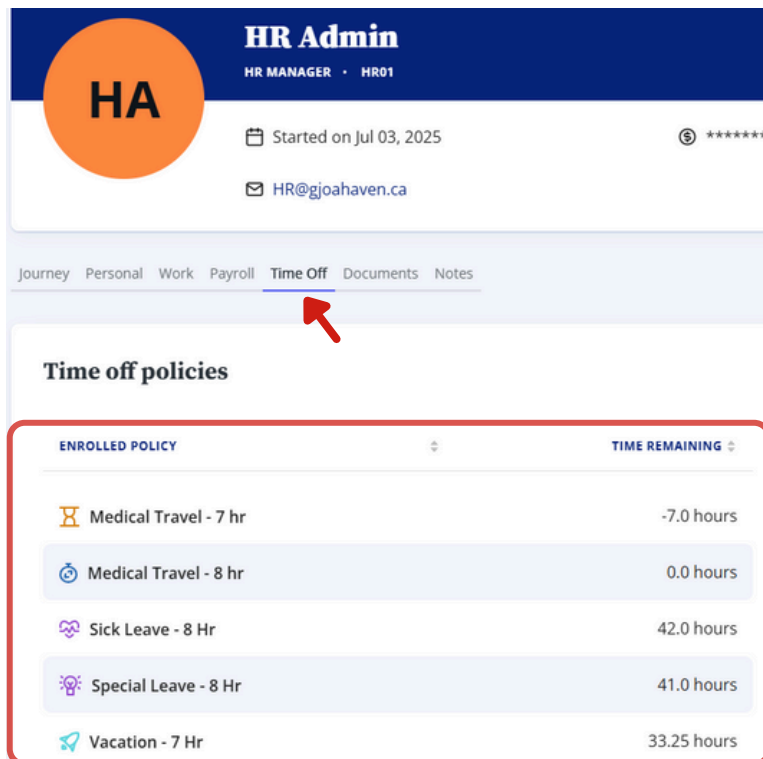 HA
HR Admin
HR MANAGER · HR01
Started on Jul 03, 2025
*******
HR@gjoahaven.ca
Journey Personal Work Payroll Time Off Documents Notes
Time off policies
ENROLLED POLICY TIME REMAINING
Medical Travel - 7 hr -7.0 hours
Medical Travel - 8 hr 0.0 hours
Sick Leave - 8 Hr 42.0 hours
Special Leave - 8 Hr 41.0 hours
Vacation - 7 Hr 33.25 hours